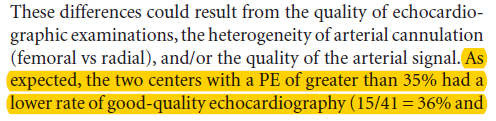 These differences could result from the quality of echocardio-
graphic examinations, the heterogeneity of arterial cannulation
(femoral vs radial), and/or the quality of the arterial signal. As
expected, the two centers with a PE of greater than 35% had a
lower rate of good-quality echocardiography (15/41 = 36% and